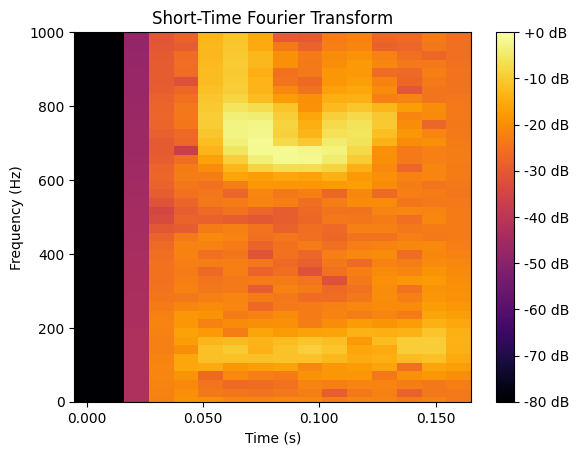 Short-Time Fourier Transform
1000
800
600
400
200
0
Frequency (Hz)
0.000
0.050
0.100
0.150
Time (s)
+0 dB
-10 dB
-20 dB
-30 dB
-40 dB
-50 dB
-60 dB
-70 dB
-80 dB